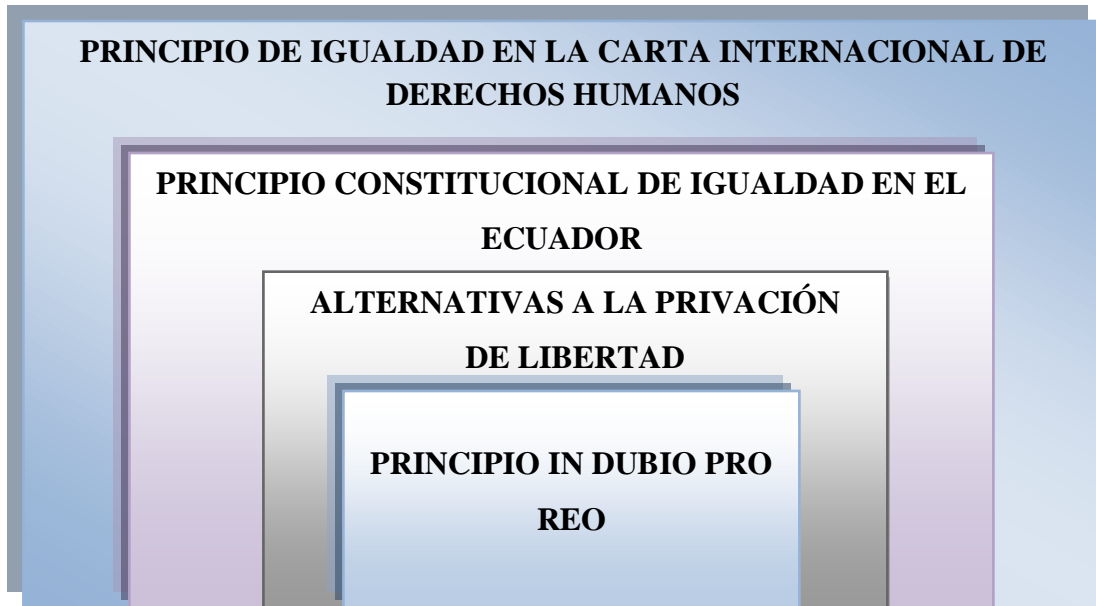 PRINCIPIO DE IGUALDAD EN LA CARTA INTERNACIONAL DE
DERECHOS HUMANOS
PRINCIPIO CONSTITUCIONAL DE IGUALDAD EN EL
ECUADOR
ALTERNATIVAS A LA PRIVACIÓN
DE LIBERTAD
PRINCIPIO IN DUBIO PRO
REO